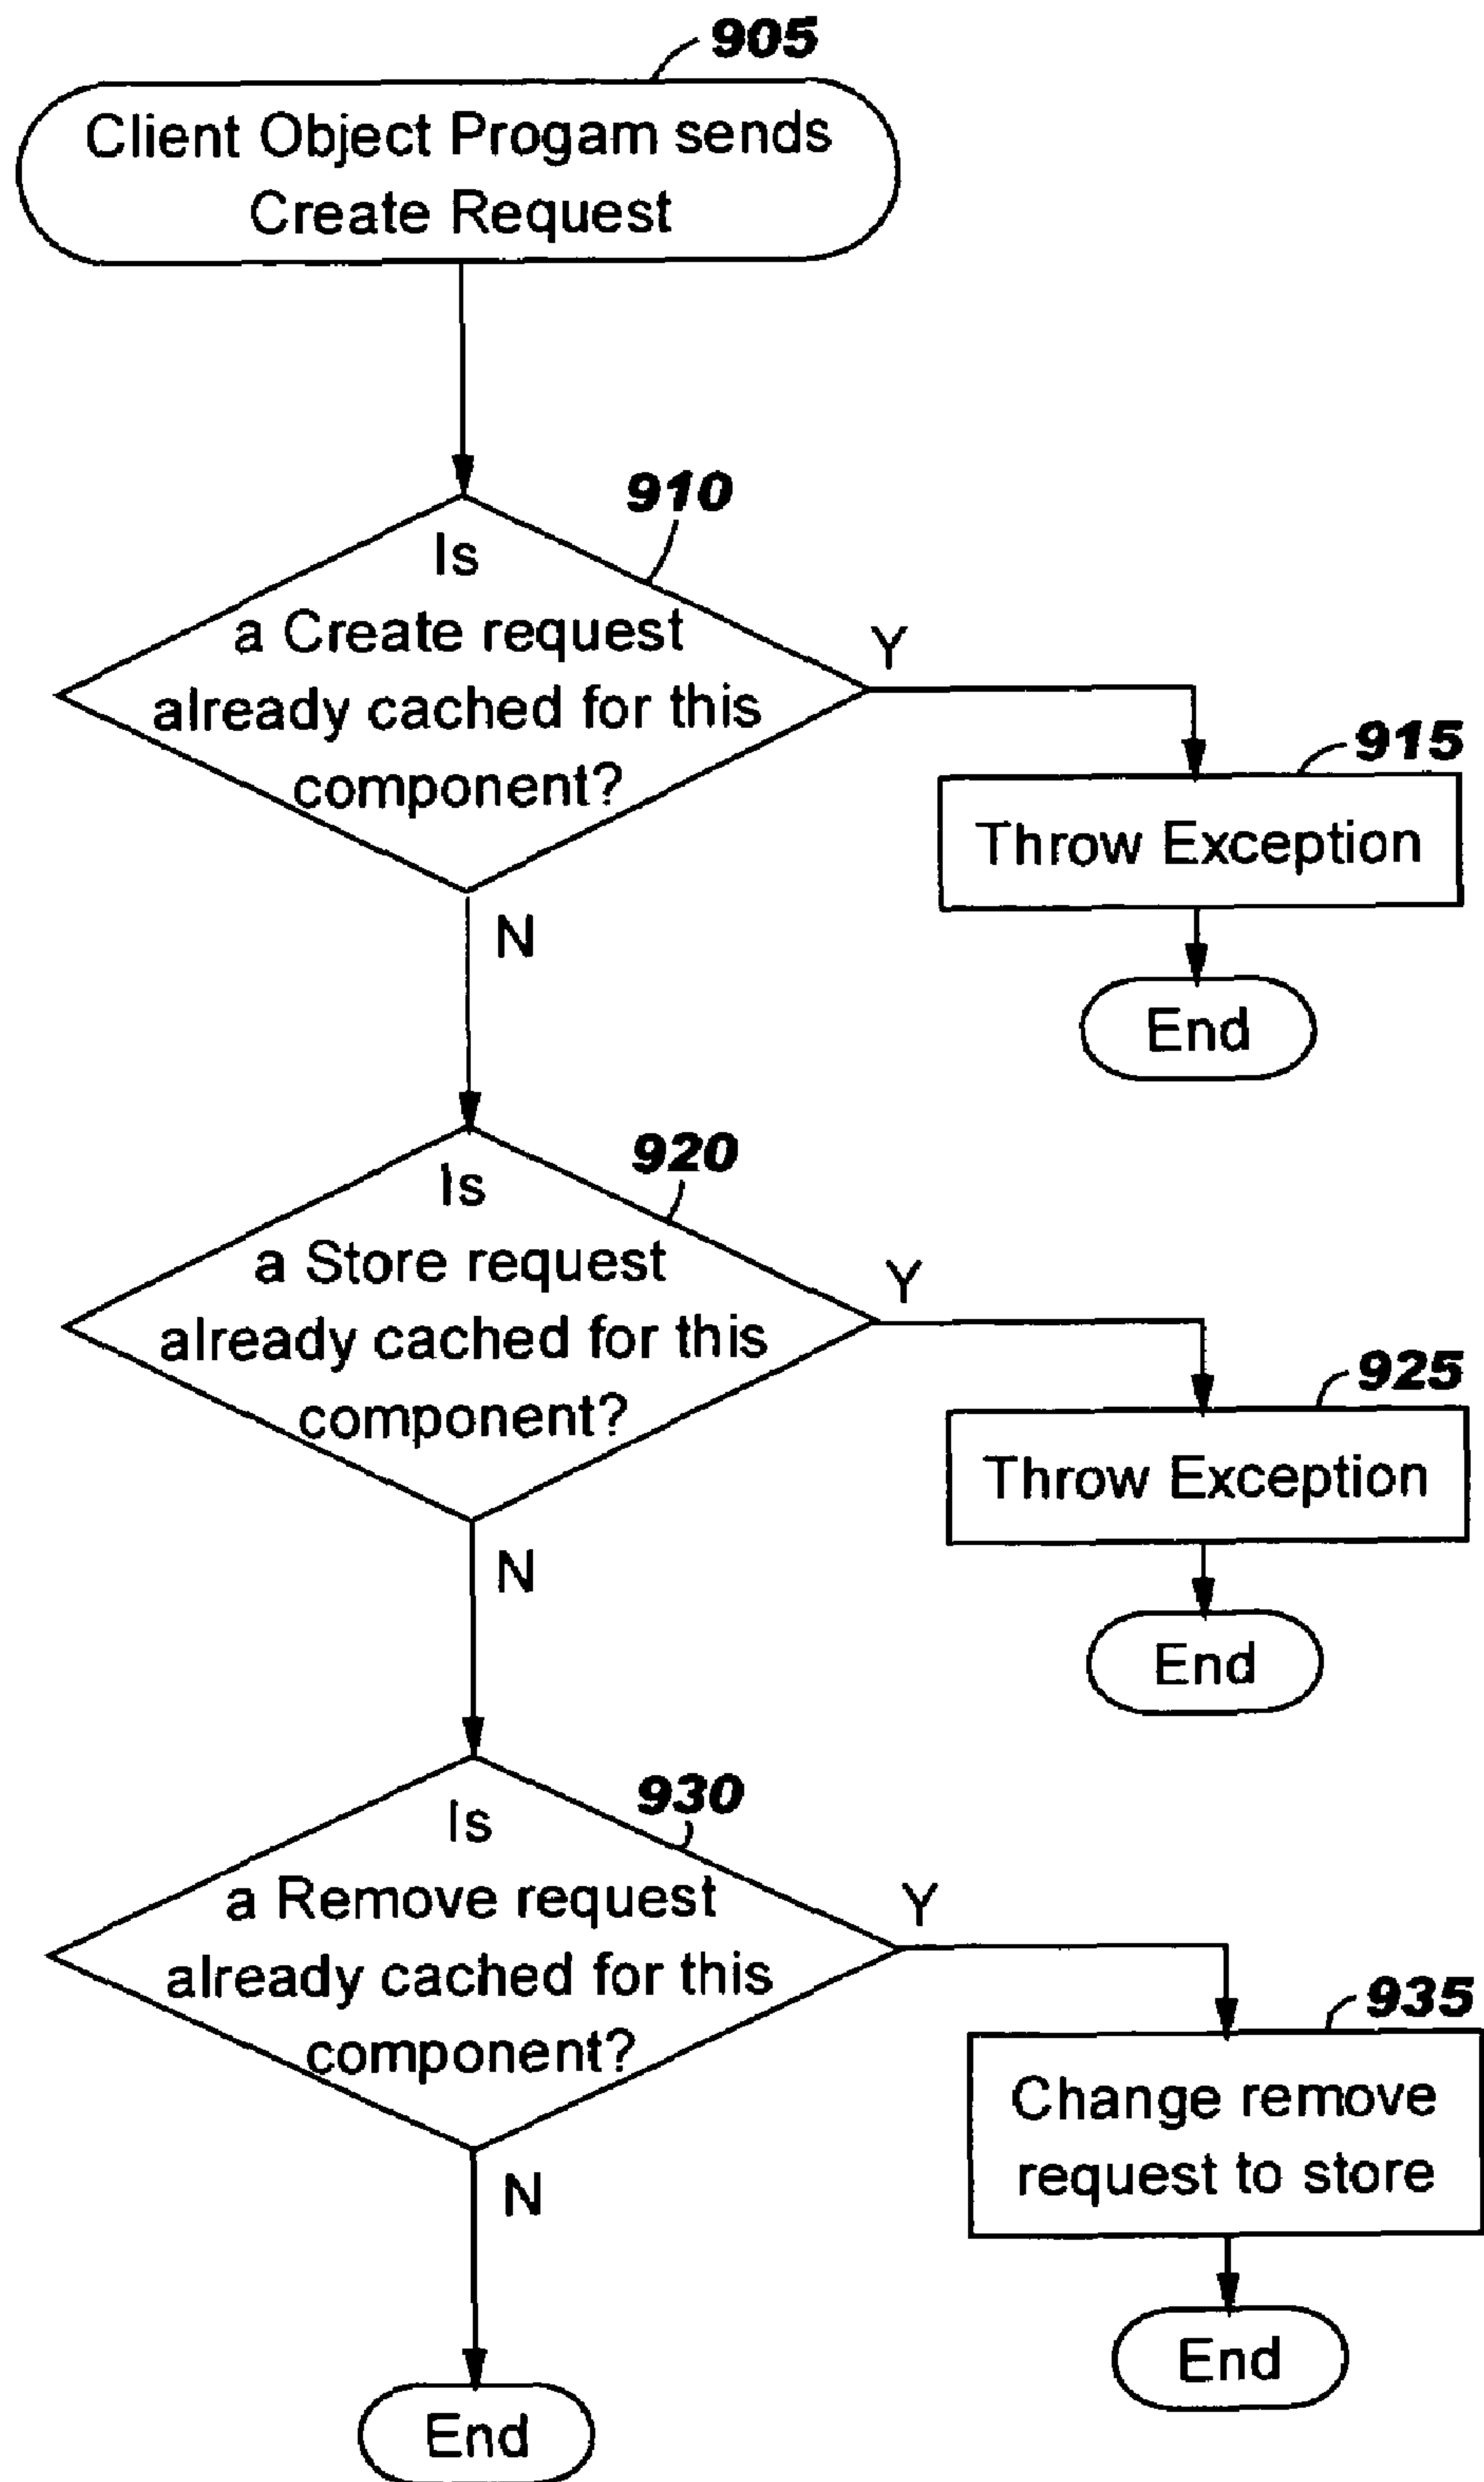 905
Client Object Progam sends
Create Request
910
Is
a Create request
already cached for this
component?
Y
915
Throw Exception
End
N
920
Is
a Store request
already cached for this
component?
Y
925
Throw Exception
End
N
930
Is
a Remove request
already cached for this
component?
Y
935
Change remove
request to store
End
N
End